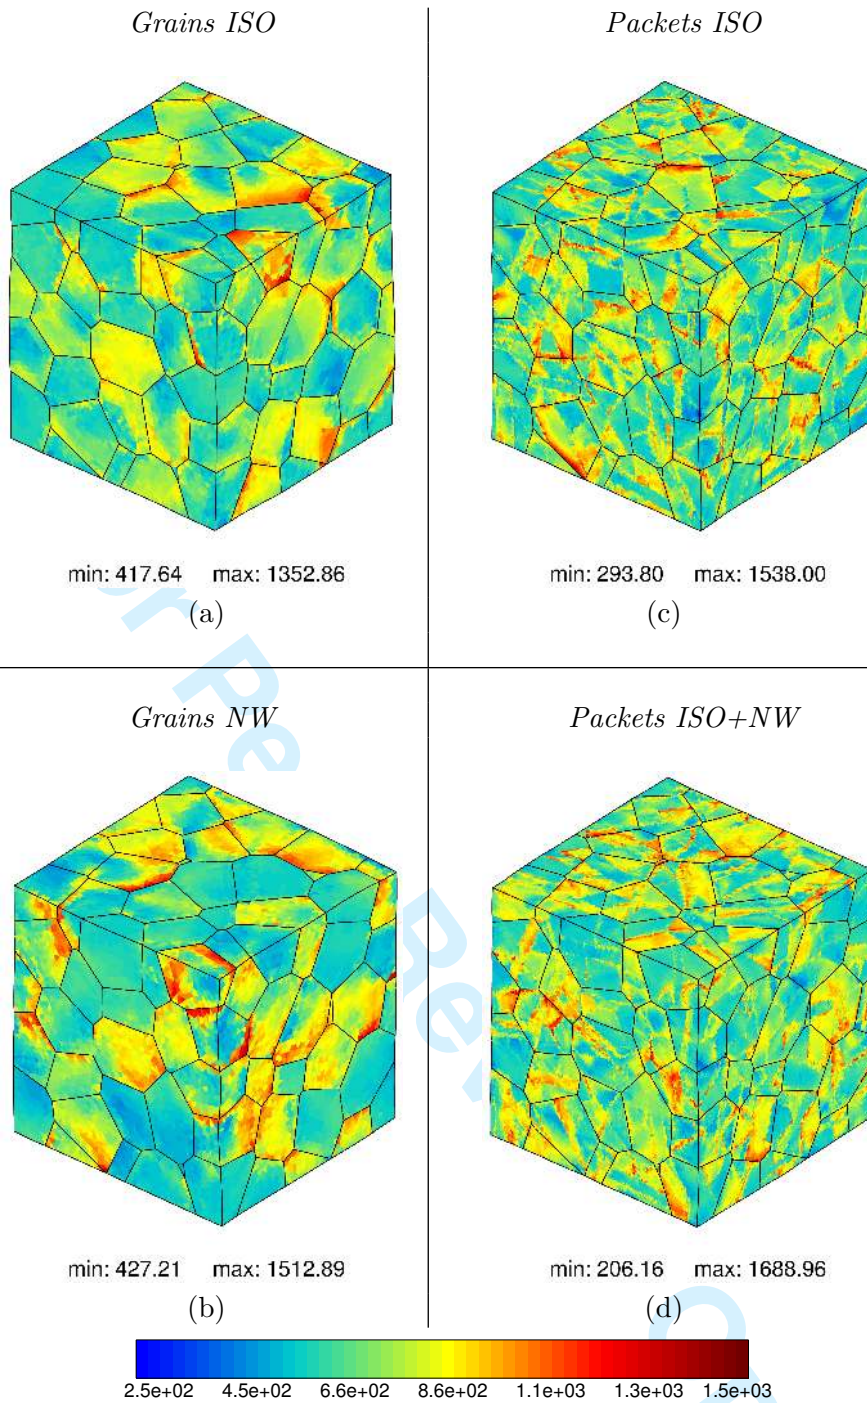 Grains ISO
Packets ISO
min: 417.64 max: 1352.86
min: 293.80 max: 1538.00
(a)
(c)
Grains NW
Packets ISO+NW
min: 427.21 max: 1512.89
min: 206.16 max: 1688.96
(b)
(d)
2.5e+02 4.5e+02 6.6e+02 8.6e+02 1.1e+03 1.3e+03 1.5e+03